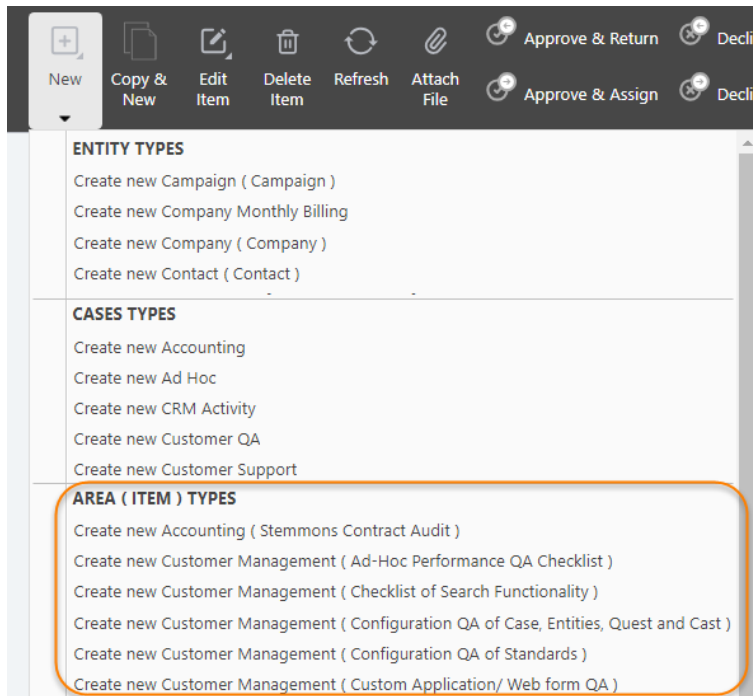 New
Copy &
New
Edit
Item
Delete
Item
Refresh
Attach
File
Approve & Return
Decli
Approve & Assign
Decli
ENTITY TYPES
Create new Campaign ( Campaign )
Create new Company Monthly Billing
Create new Company ( Company )
Create new Contact ( Contact )
CASES TYPES
Create new Accounting
Create new Ad Hoc
Create new CRM Activity
Create new Customer QA
Create new Customer Support
AREA ( ITEM ) TYPES
Create new Accounting ( Stemmons Contract Audit )
Create new Customer Management ( Ad-Hoc Performance QA Checklist )
Create new Customer Management ( Checklist of Search Functionality )
Create new Customer Management ( Configuration QA of Case, Entities, Quest and Cast )
Create new Customer Management ( Configuration QA of Standards )
Create new Customer Management ( Custom Application/ Web form QA )